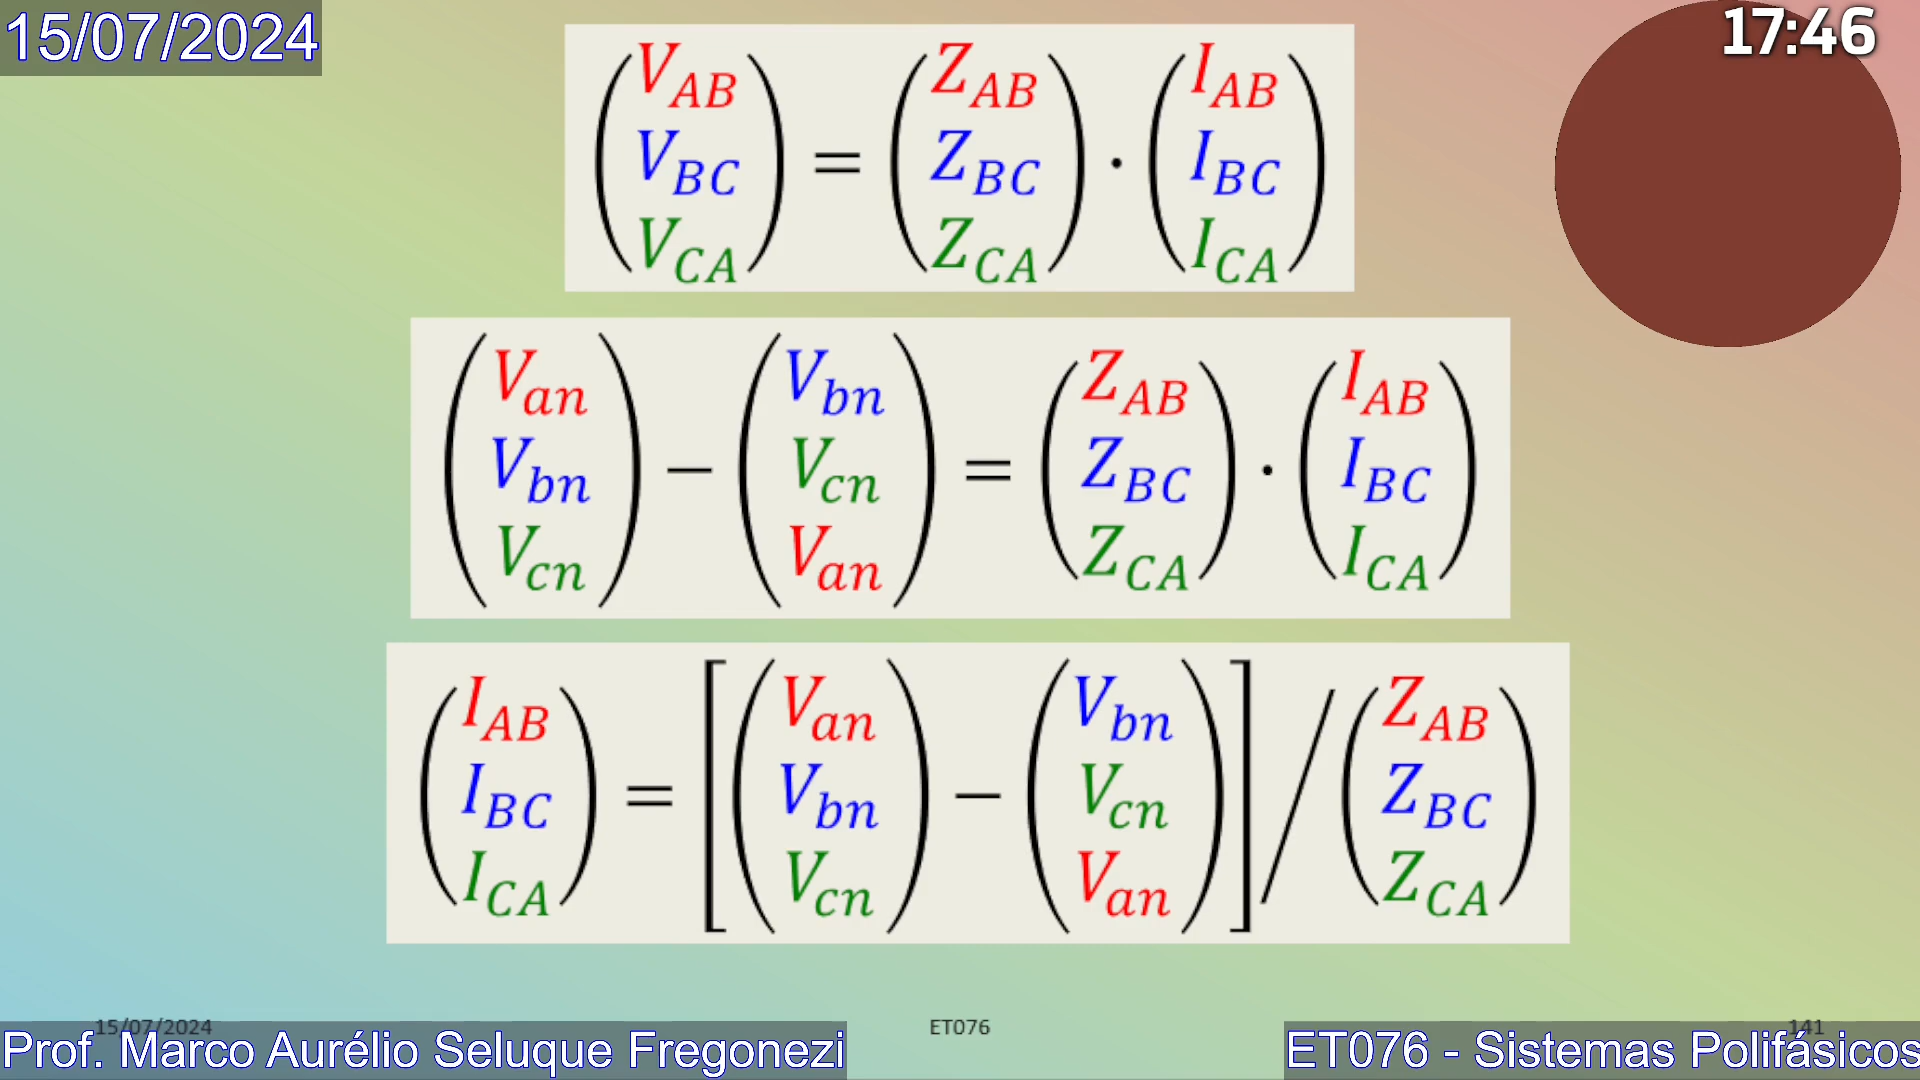 15/07/2024
17:46
(V_AB V_BC V_CA) = (Z_AB Z_BC Z_CA) · (I_AB I_BC I_CA)
(V_an V_bn V_cn) − (V_bn V_cn V_an) = (Z_AB Z_BC Z_CA) · (I_AB I_BC I_CA)
(I_AB I_BC I_CA) = [(V_an V_bn V_cn) − (V_bn V_cn V_an)] / (Z_AB Z_BC Z_CA)
15/07/2024
ET076
141
Prof. Marco Aurélio Seluque Fregonezi
ET076 - Sistemas Polifásicos